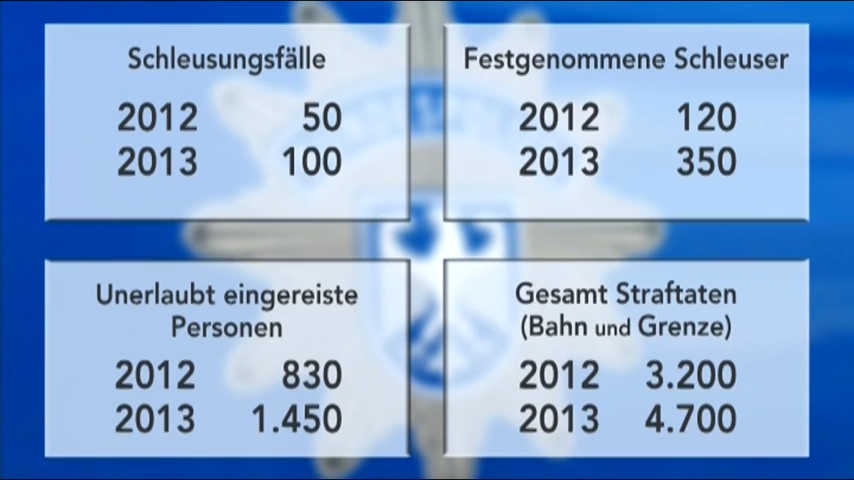 Schleusungsfälle
2012 50
2013 100
Festgenommene Schleuser
2012 120
2013 350
Unerlaubt eingereiste
Personen
2012 830
2013 1.450
Gesamt Straftaten
(Bahn und Grenze)
2012 3.200
2013 4.700